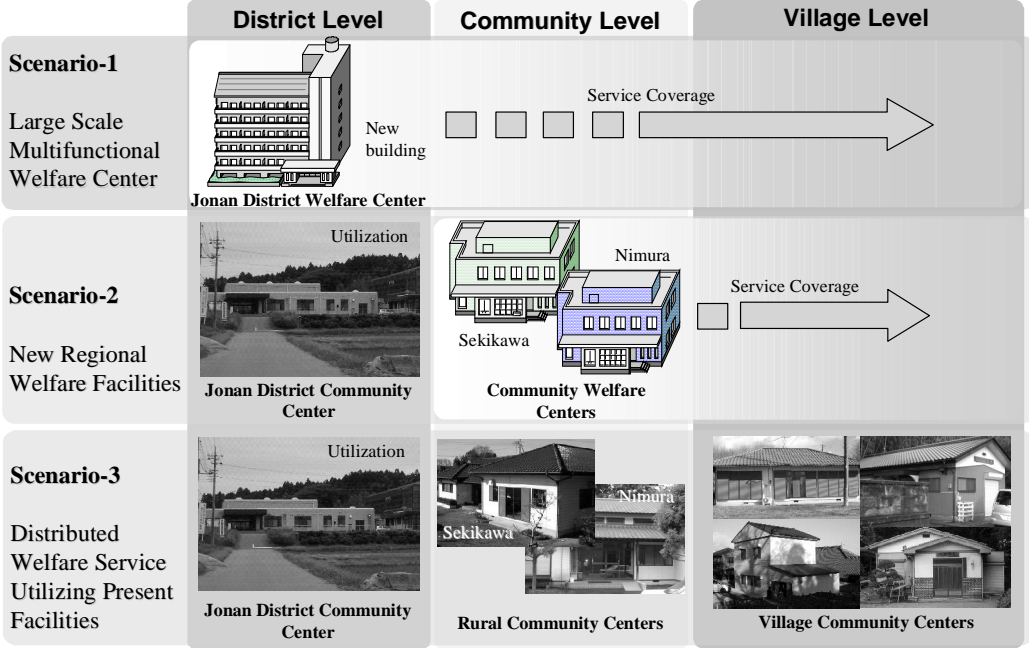 District Level
Community Level
Village Level
Scenario-1
Large Scale
Multifunctional
Welfare Center
New
building
Jonan District Welfare Center
Service Coverage
Scenario-2
New Regional
Welfare Facilities
Utilization
Jonan District Community
Center
Nimura
Sekikawa
Community Welfare
Centers
Service Coverage
Scenario-3
Distributed
Welfare Service
Utilizing Present
Facilities
Utilization
Jonan District Community
Center
Nimura
Sekikawa
Rural Community Centers
Village Community Centers